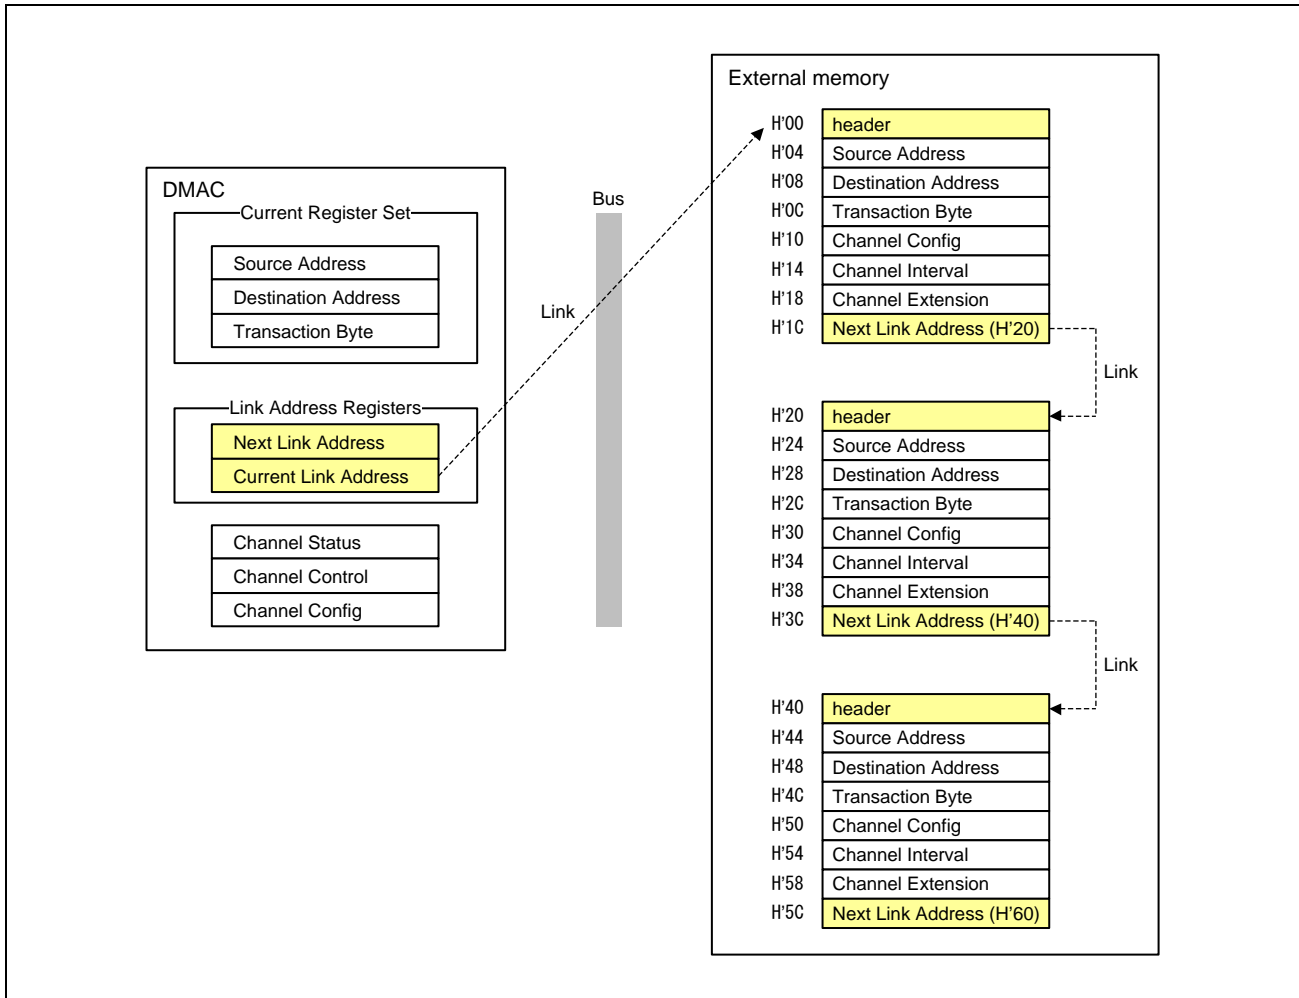 DMAC
Current Register Set
Source Address
Destination Address
Transaction Byte
Link Address Registers
Next Link Address
Current Link Address
Channel Status
Channel Control
Channel Config
Link
Bus
External memory
H'00 header
H'04 Source Address
H'08 Destination Address
H'0C Transaction Byte
H'10 Channel Config
H'14 Channel Interval
H'18 Channel Extension
H'1C Next Link Address (H'20)
Link
H'20 header
H'24 Source Address
H'28 Destination Address
H'2C Transaction Byte
H'30 Channel Config
H'34 Channel Interval
H'38 Channel Extension
H'3C Next Link Address (H'40)
Link
H'40 header
H'44 Source Address
H'48 Destination Address
H'4C Transaction Byte
H'50 Channel Config
H'54 Channel Interval
H'58 Channel Extension
H'5C Next Link Address (H'60)